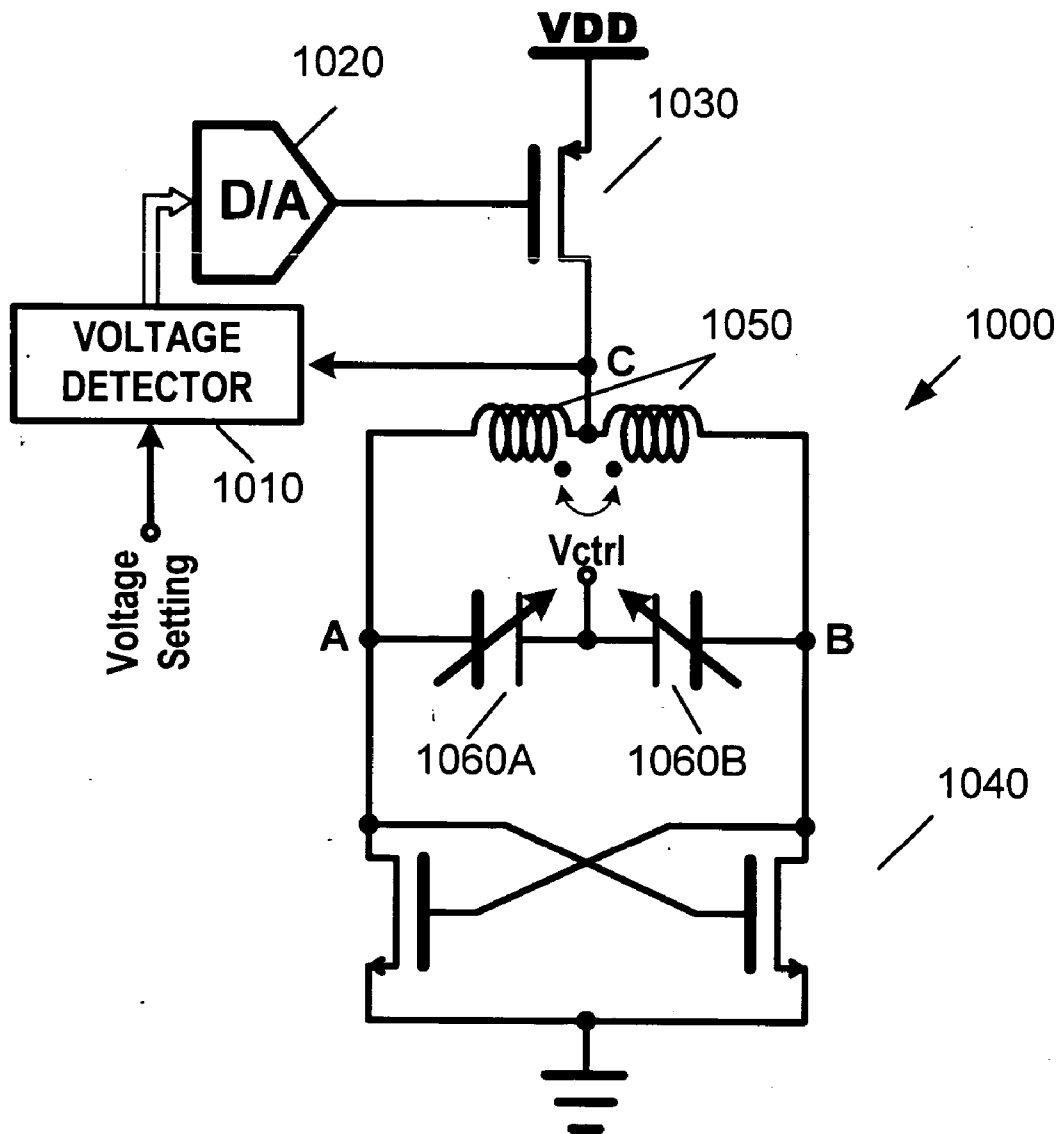 VDD
1020
1030
D/A
1050
1000
C
VOLTAGE
DETECTOR
1010
Vctrl
Voltage
Setting
A
B
1060A
1060B
1040